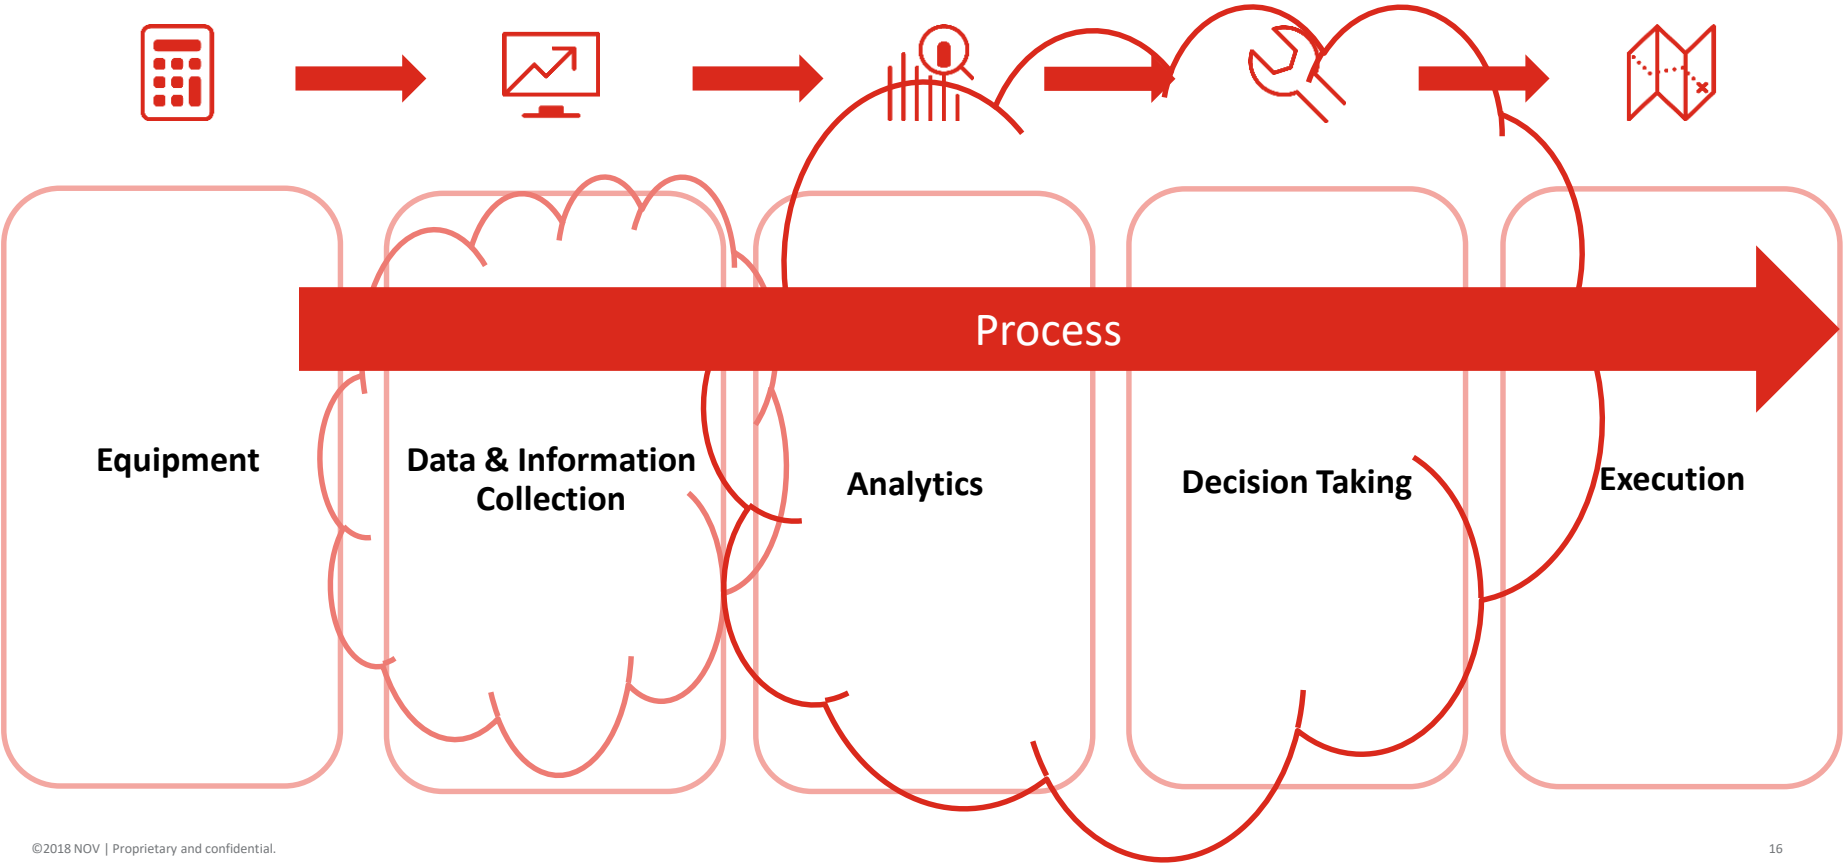 Process
Equipment
Data & Information
Collection
Analytics
Decision Taking
Execution
©2018 NOV | Proprietary and confidential.
16